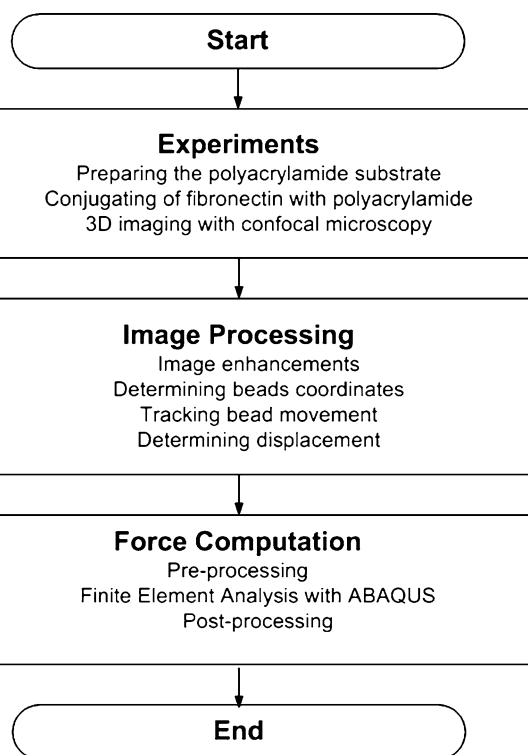 Start
Experiments
Preparing the polyacrylamide substrate
Conjugating of fibronectin with polyacrylamide
3D imaging with confocal microscopy
Image Processing
Image enhancements
Determining beads coordinates
Tracking bead movement
Determining displacement
Force Computation
Pre-processing
Finite Element Analysis with ABAQUS
Post-processing
End